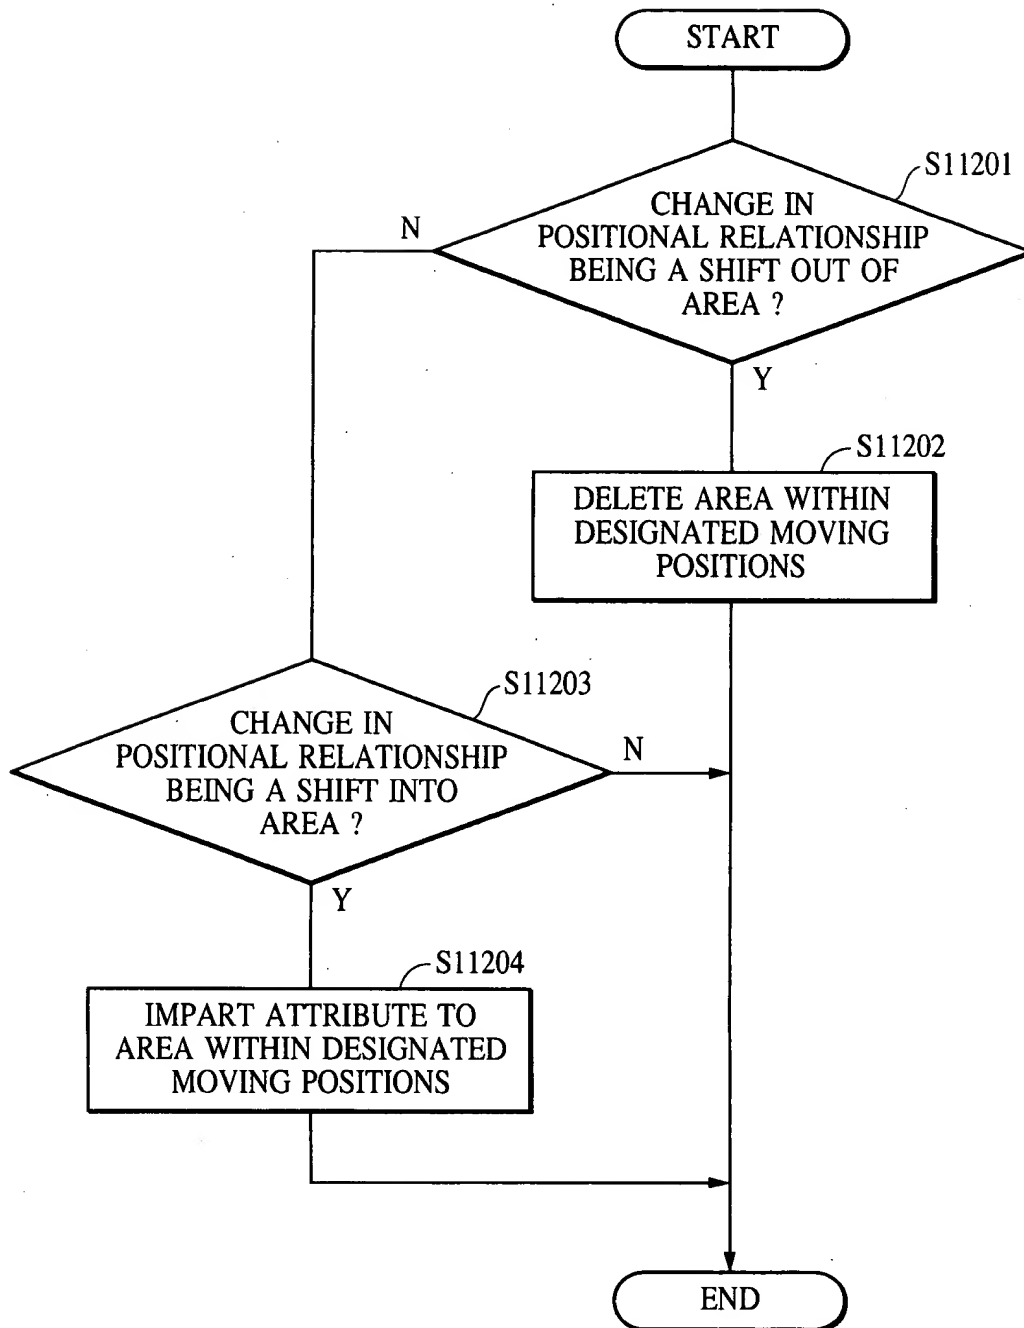 START
S11201
CHANGE IN
POSITIONAL RELATIONSHIP
BEING A SHIFT OUT OF
AREA ?
N
Y
S11202
DELETE AREA WITHIN
DESIGNATED MOVING
POSITIONS
S11203
CHANGE IN
POSITIONAL RELATIONSHIP
BEING A SHIFT INTO
AREA ?
N
Y
S11204
IMPART ATTRIBUTE TO
AREA WITHIN DESIGNATED
MOVING POSITIONS
END